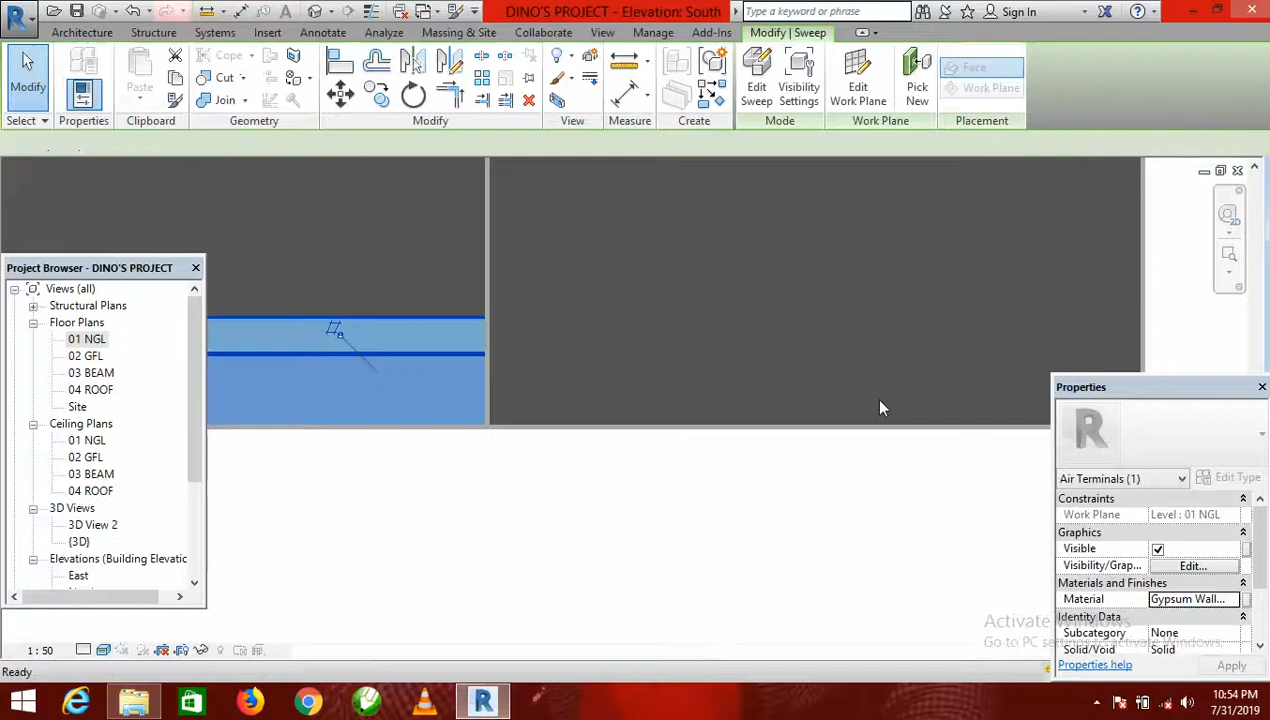 DINO'S PROJECT - Elevation: South
Type a keyword or phrase
Sign In
Architecture Structure Systems Insert Annotate Analyze Massing & Site Collaborate View Manage Add-Ins Modify | Sweep
Modify
Select
Properties
Paste
Clipboard
Cope
Cut
Join
Geometry
Modify
View
Measure
Create
Edit Sweep
Visibility Settings
Mode
Edit Work Plane
Pick New
Work Plane
Face
Work Plane
Placement
Project Browser - DINO'S PROJECT
Views (all)
Structural Plans
Floor Plans
01 NGL
02 GFL
03 BEAM
04 ROOF
Site
Ceiling Plans
01 NGL
02 GFL
03 BEAM
04 ROOF
3D Views
3D View 2
{3D}
Elevations (Building Elevatic
East
2D
Properties
Air Terminals (1)
Edit Type
Constraints
Work Plane Level : 01 NGL
Graphics
Visible
Visibility/Grap... Edit...
Materials and Finishes
Material Gypsum Wall...
Identity Data
Subcategory None
Solid/Void Solid
Properties help
Apply
Activate Windows
Go to PC settings to activate Windows.
1 : 50
Ready
10:54 PM
7/31/2019